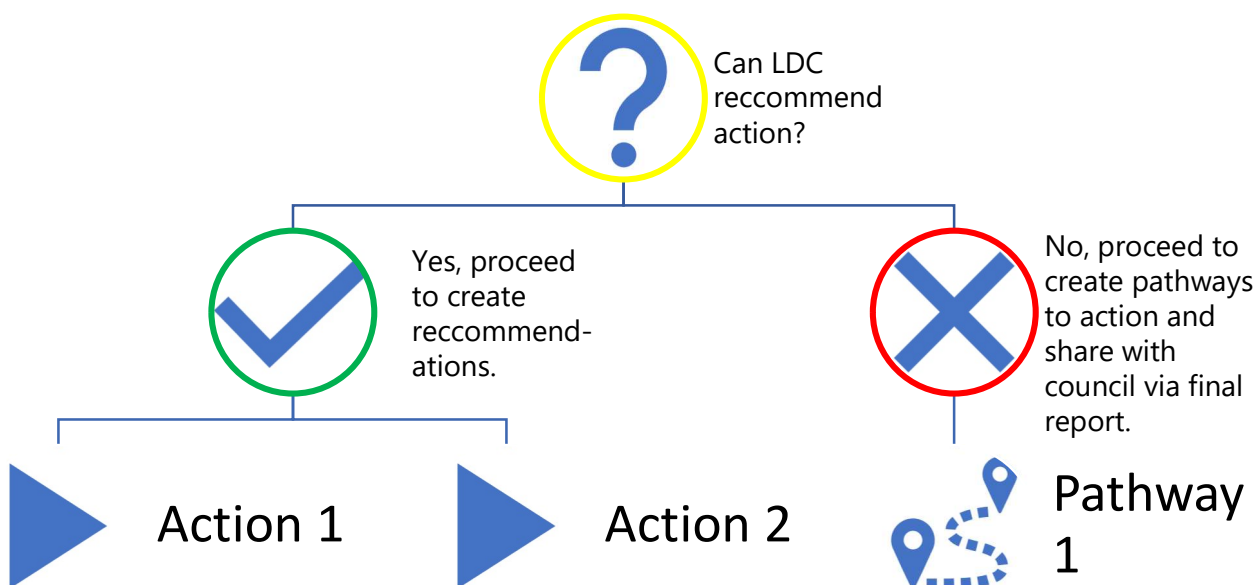 Can LDC
reccommend
action?
Yes, proceed
to create
reccommend-
ations.
No, proceed to
create pathways
to action and
share with
council via final
report.
Action 1
Action 2
Pathway
1